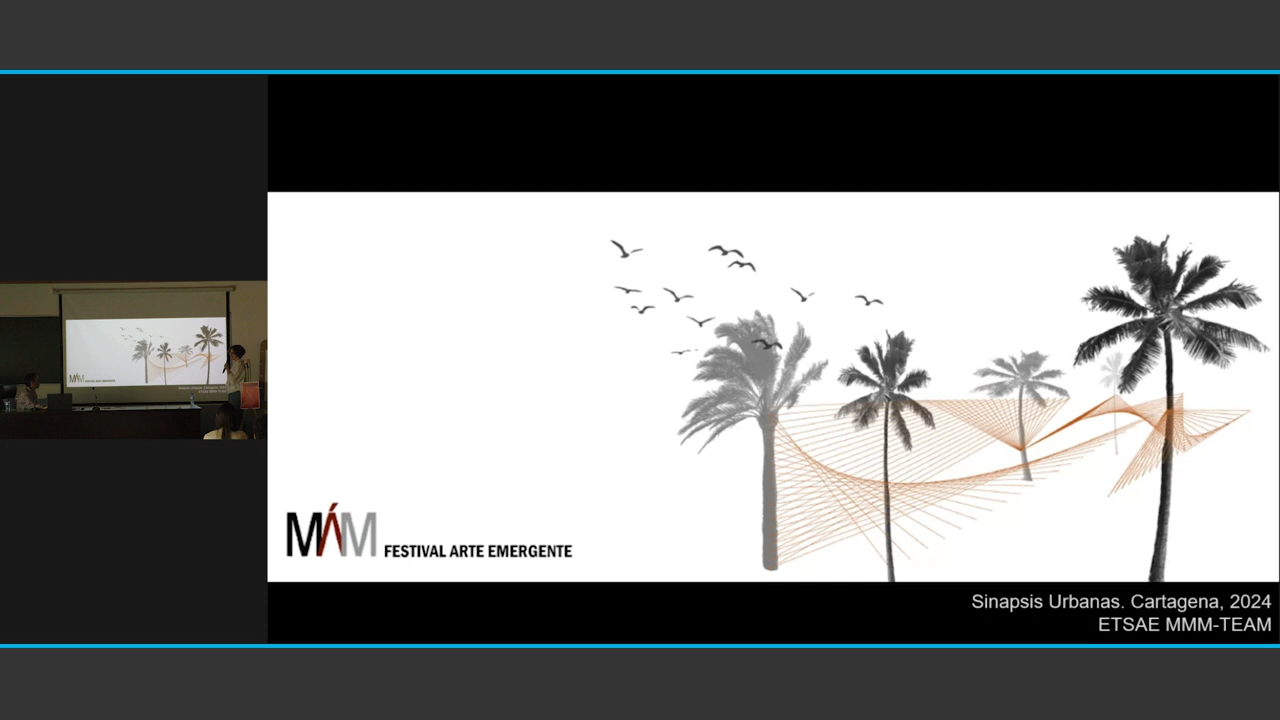 MÁM FESTIVAL ARTE EMERGENTE
Sinapsis Urbanas. Cartagena, 2024
ETSAE MMM-TEAM